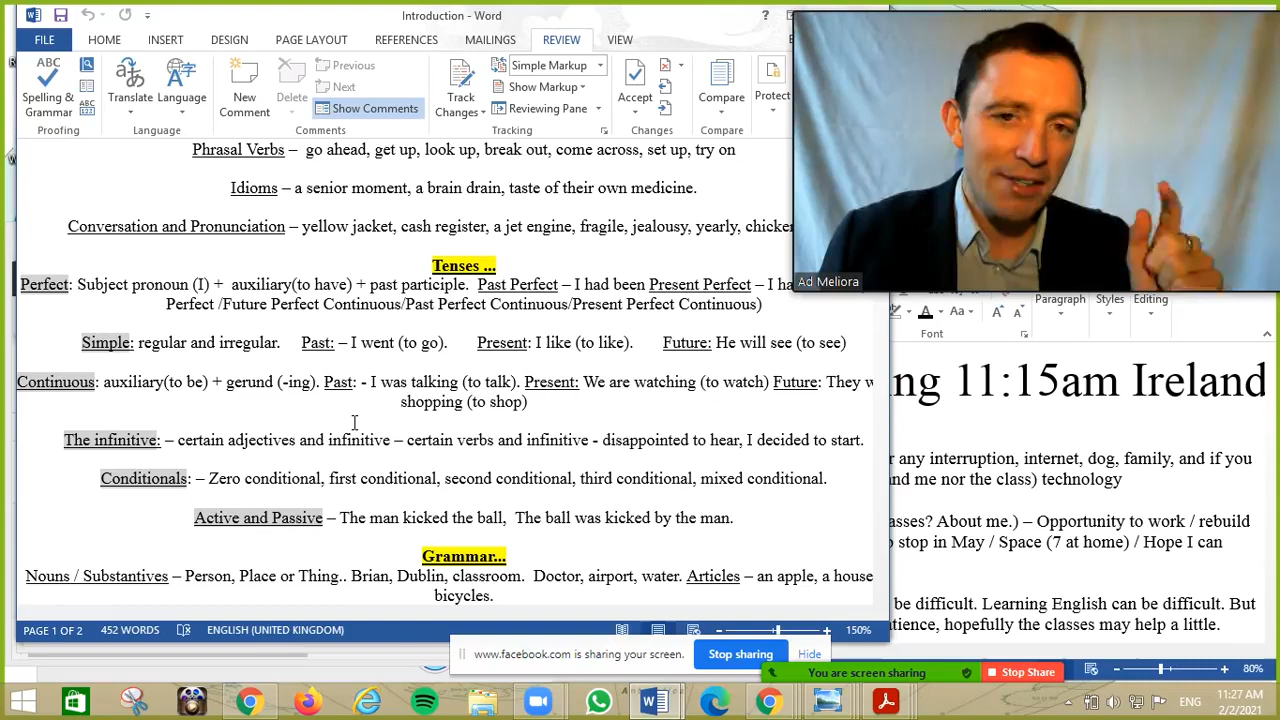 Introduction - Word
?
FILE
HOME
INSERT
DESIGN
PAGE LAYOUT
REFERENCES
MAILINGS
REVIEW
VIEW
ABC
Spelling &
Grammar
Proofing
Translate
Language
Language
New
Comment
Delete
Previous
Next
Show Comments
Comments
Track
Changes
Simple Markup
Show Markup
Reviewing Pane
Tracking
Accept
Changes
Compare
Compare
Protect
Phrasal Verbs – go ahead, get up, look up, break out, come across, set up, try on
Idioms – a senior moment, a brain drain, taste of their own medicine.
Conversation and Pronunciation – yellow jacket, cash register, a jet engine, fragile, jealousy, yearly, chicken
Tenses ...
Perfect: Subject pronoun (I) + auxiliary(to have) + past participle. Past Perfect – I had been Present Perfect – I ha
Perfect /Future Perfect Continuous/Past Perfect Continuous/Present Perfect Continuous)
Simple: regular and irregular. Past: – I went (to go). Present: I like (to like). Future: He will see (to see)
Continuous: auxiliary(to be) + gerund (-ing). Past: - I was talking (to talk). Present: We are watching (to watch) Future: They w
shopping (to shop)
The infinitive: – certain adjectives and infinitive – certain verbs and infinitive - disappointed to hear, I decided to start.
Conditionals: – Zero conditional, first conditional, second conditional, third conditional, mixed conditional.
Active and Passive – The man kicked the ball, The ball was kicked by the man.
Grammar...
Nouns / Substantives – Person, Place or Thing.. Brian, Dublin, classroom. Doctor, airport, water. Articles – an apple, a house
bicycles.
PAGE 1 OF 2
452 WORDS
ENGLISH (UNITED KINGDOM)
150%
Ad Meliora
Paragraph
Styles
Editing
A
Aa
A
A
Font
ng 11:15am Ireland
r any interruption, internet, dog, family, and if you
nd me nor the class) technology
asses? About me.) – Opportunity to work / rebuild
o stop in May / Space (7 at home) / Hope I can
be difficult. Learning English can be difficult. But
atience, hopefully the classes may help a little.
80%
www.facebook.com is sharing your screen.
Stop sharing
Hide
You are screen sharing
Stop Share
ENG
11:27 AM
2/2/2021